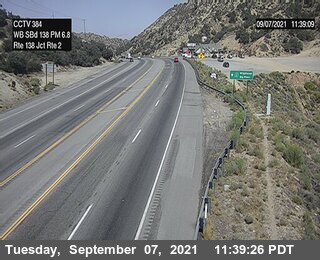 CCTV 384
WB SBd 138 PM 6.8
Rte 138 Jct Rte 2
09/07/2021 11:39:09
Tuesday, September 07, 2021 11:39:26 PDT